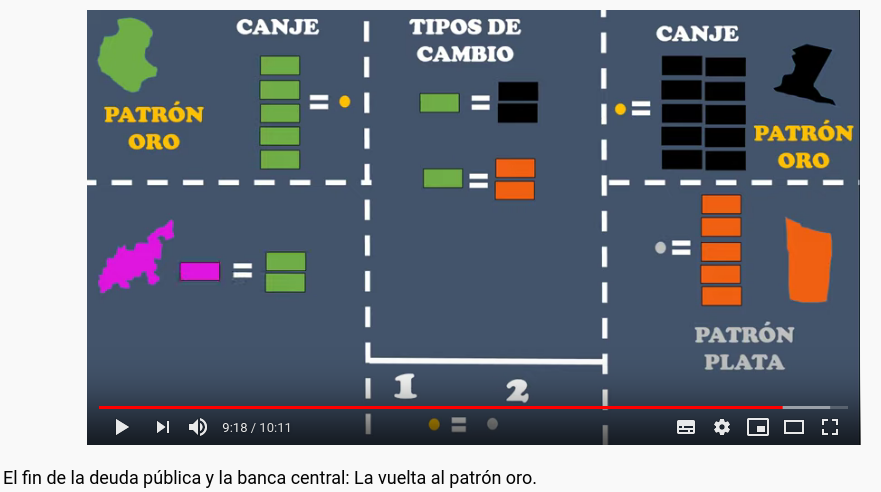 CANJE
PATRÓN
ORO
=
TIPOS DE
CAMBIO
=
=
CANJE
=
PATRÓN
ORO
=
=
PATRÓN
PLATA
1 2
=
9:18 / 10:11
El fin de la deuda pública y la banca central: La vuelta al patrón oro.